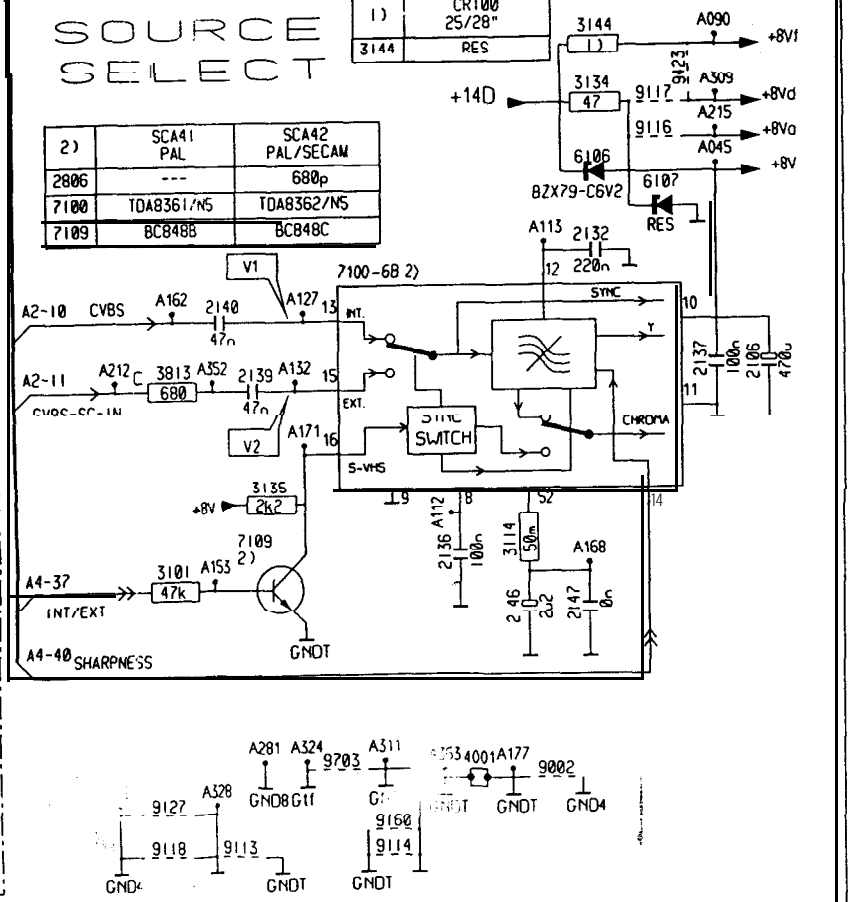 SOURCE
SELECT
1) CR100
25/28"
3144 RES
2) SCA41 PAL SCA42 PAL/SECAM
2806 --- 680p
7100 TDA8361/N5 TDA8362/N5
7109 BC848B BC848C
3144
1)
A090
+8Vf
9123
+14D
3134
47
9117
A309
+8Vd
9116
A215
+8Va
A045
6106
BZX79-C6V2
+8V
6107
RES
A113
2132
220n
12
V1
7100-6B 2)
SYNC
10
A2-10 CVBS
A162
2140
47n
A127
13
INT.
Y
2137
100n
2106
470u
A2-11
A212
C
3813
680
A352
2139
47n
A132
15
EXT.
11
V2
A171
16
SWITCH
CHROMA
S-VHS
+8V
3135
2k2
9
8
52
14
A112
2136
100n
3114
50m
A168
7109
2)
A4-37
INT/EXT
3101
47k
A153
2u2
2147
0n
GNDT
A4-40 SHARPNESS
A281
A324
9703
A311
4001
A177
9002
GND8
GNDT
GND4
9127
A328
9160
9118
9113
9114
GNDT
GNDT